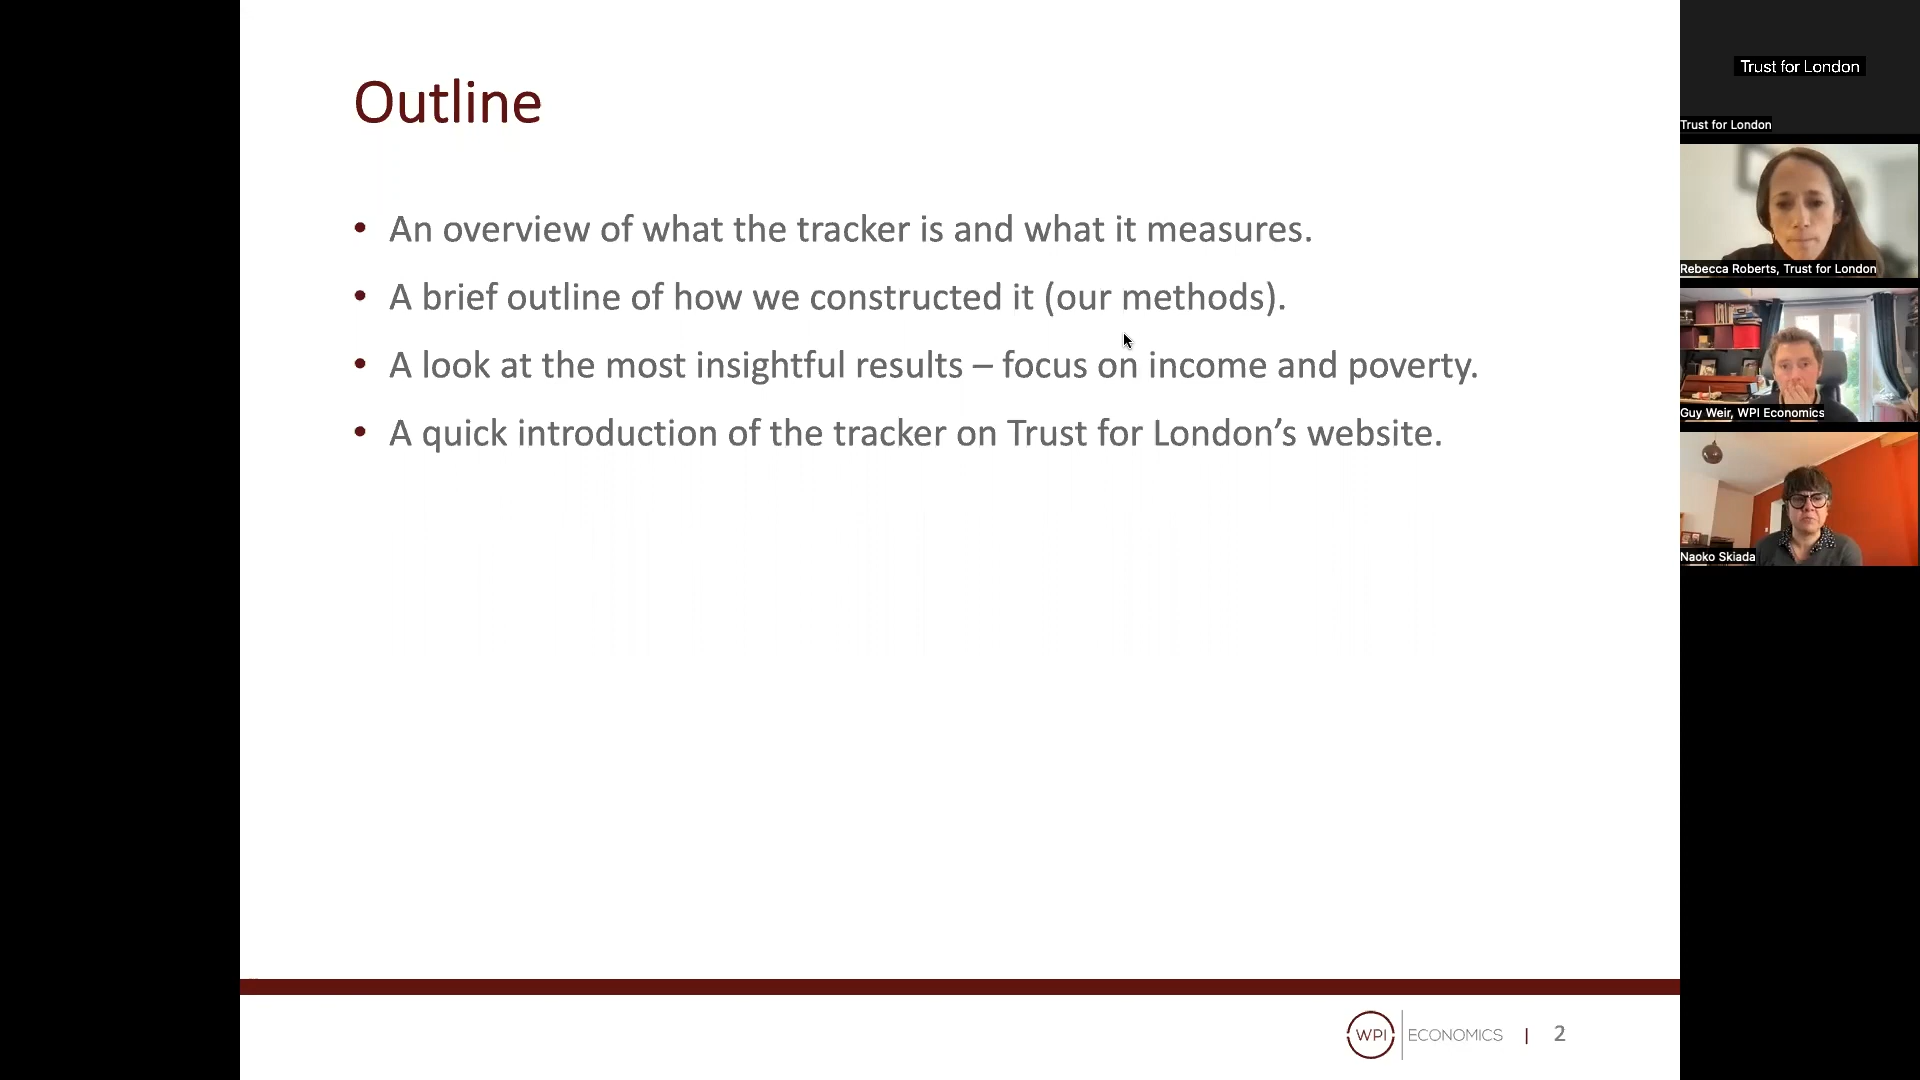 Outline
• An overview of what the tracker is and what it measures.
• A brief outline of how we constructed it (our methods).
• A look at the most insightful results – focus on income and poverty.
• A quick introduction of the tracker on Trust for London’s website.
WPI ECONOMICS | 2
Trust for London
Trust for London
Rebecca Roberts, Trust for London
Guy Weir, WPI Economics
Naoko Skiada